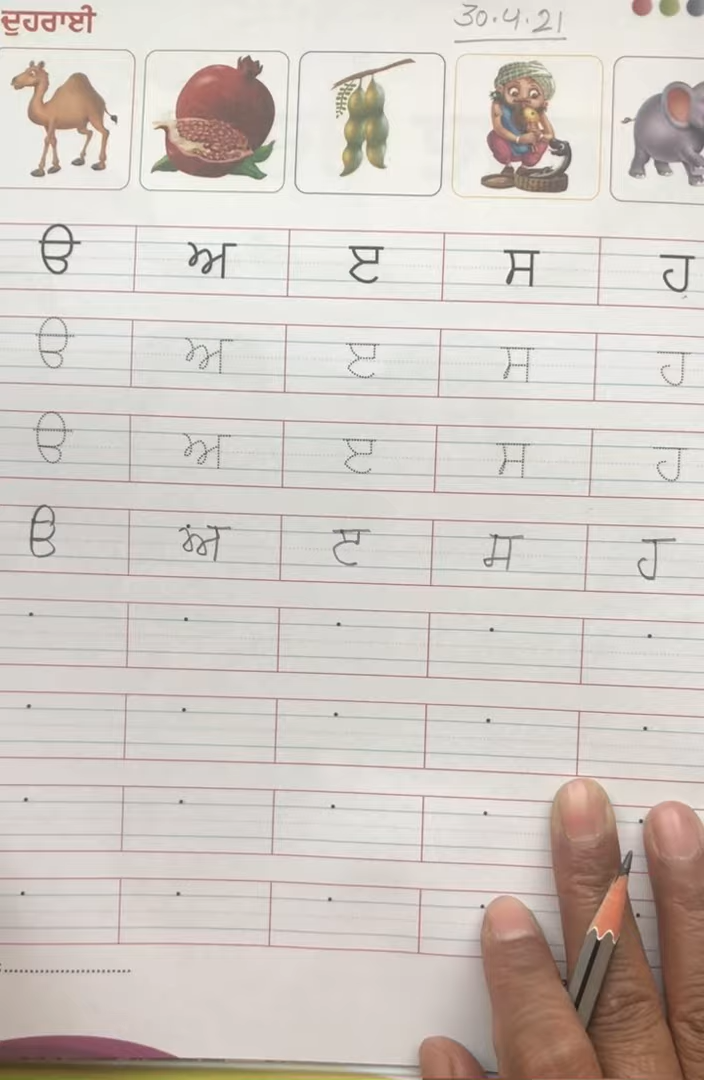 ਦੁਹਰਾਈ
30.4.21
ੳ ਅ ੲ ਸ ਹ
ੳ ਅ ੲ ਸ ਹ
ੳ ਅ ੲ ਸ ਹ
ੳ ਅ ੲ ਸ ਹ